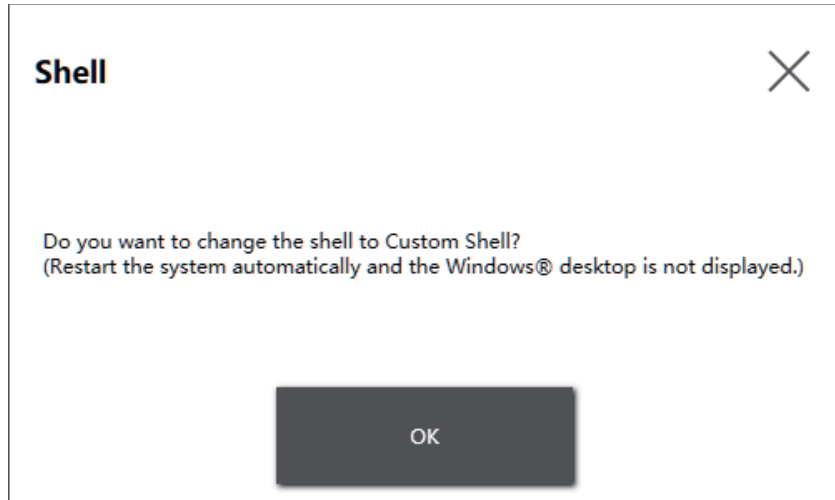 Shell
Do you want to change the shell to Custom Shell?
(Restart the system automatically and the Windows® desktop is not displayed.)
OK